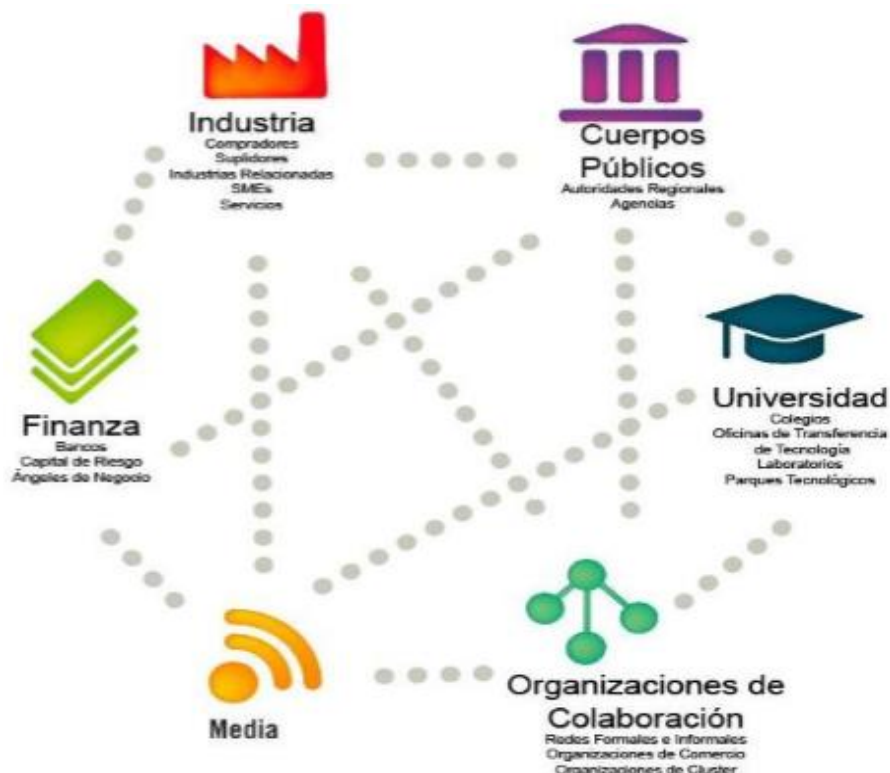 Industria
Compradores
Suplidores
Industrias Relacionadas
SMEs
Servicios
Cuerpos
Públicos
Autoridades Regionales
Agencias
Finanza
Bancos
Capital de Riesgo
Ángeles de Negocio
Universidad
Colegios
Oficinas de Transferencia
de Tecnología
Laboratorios
Parques Tecnológicos
Media
Organizaciones de
Colaboración
Redes Formales e Informales
Organizaciones de Comercio
Organizaciones de Cluster